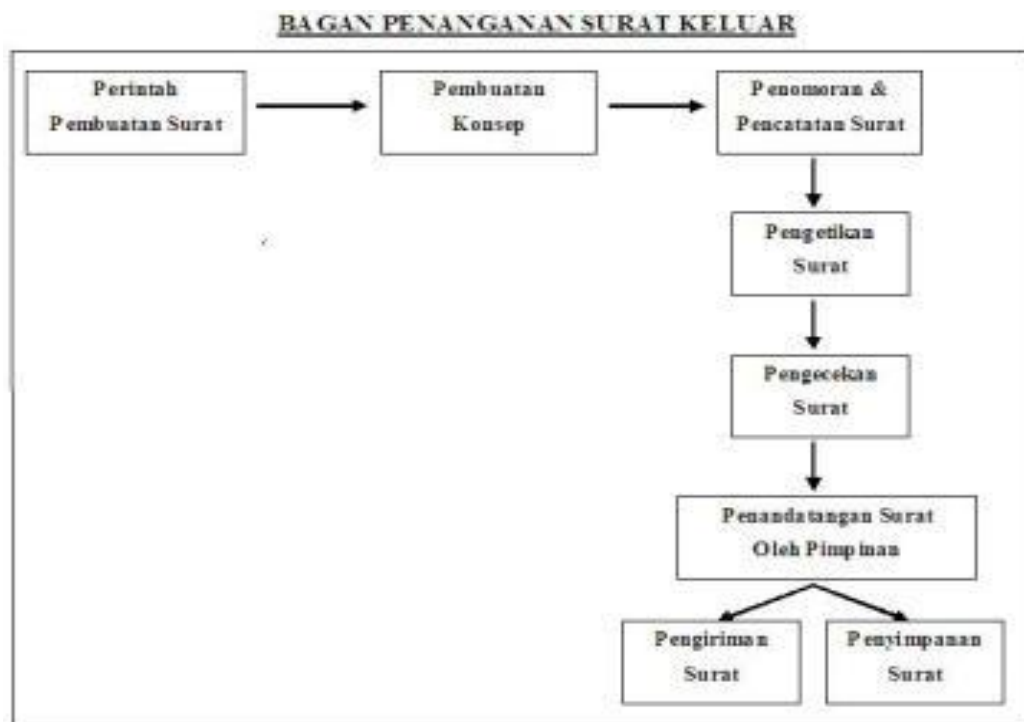 BAGAN PENANGANAN SURAT KELUAR
Perintah
Pembuatan Surat
Pembuatan
Konsep
Penomoran &
Pencatatan Surat
Pengetikan
Surat
Pengecekan
Surat
Penandatangan Surat
Oleh Pimpinan
Pengiriman
Surat
Penyimpanan
Surat